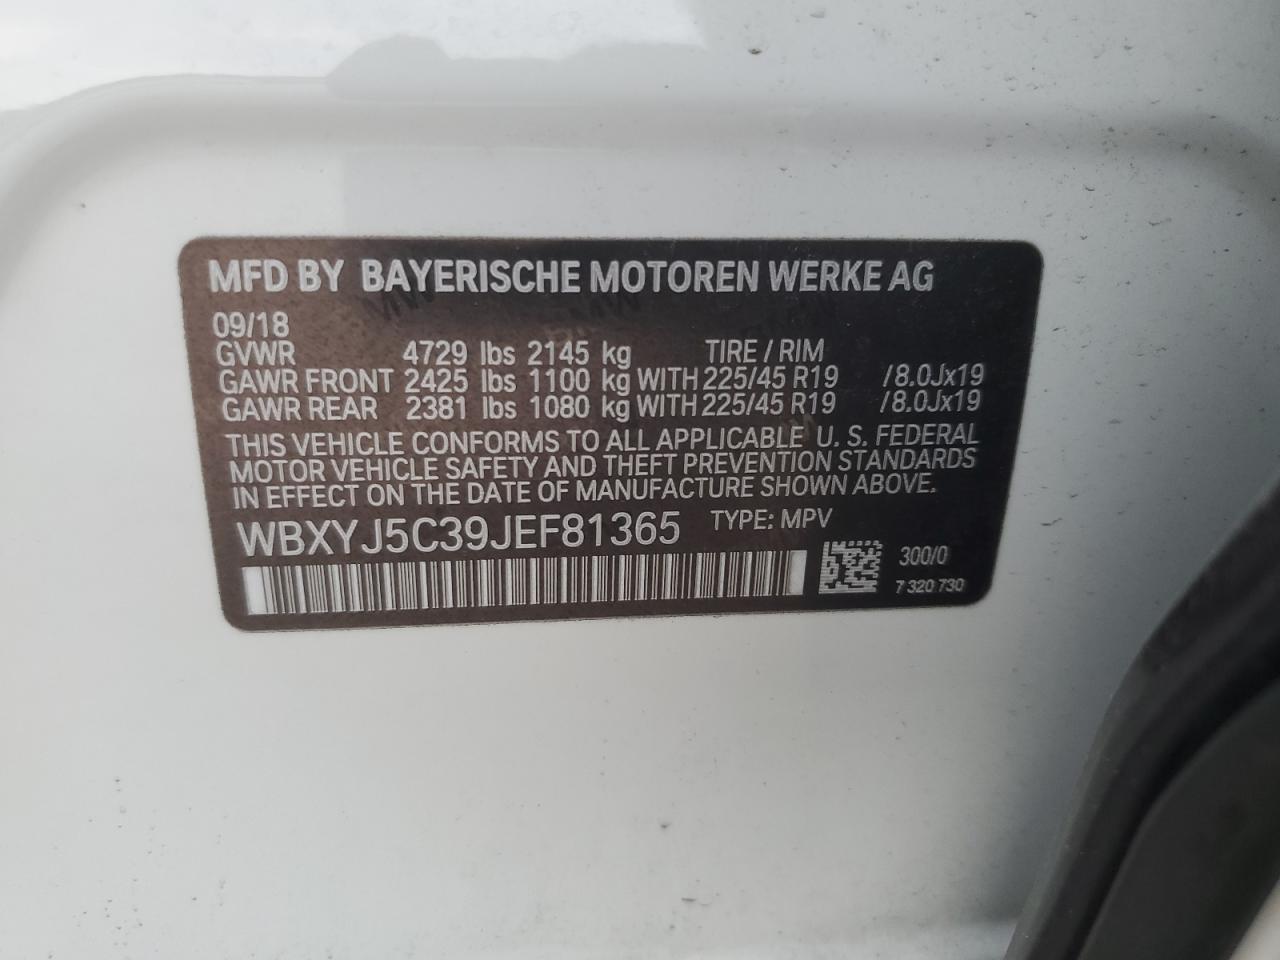 MFD BY BAYERISCHE MOTOREN WERKE AG
09/18
GVWR 4729 lbs 2145 kg TIRE / RIM
GAWR FRONT 2425 lbs 1100 kg WITH 225/45 R19 /8.0Jx19
GAWR REAR 2381 lbs 1080 kg WITH 225/45 R19 /8.0Jx19
THIS VEHICLE CONFORMS TO ALL APPLICABLE U. S. FEDERAL
MOTOR VEHICLE SAFETY AND THEFT PREVENTION STANDARDS
IN EFFECT ON THE DATE OF MANUFACTURE SHOWN ABOVE.
WBXYJ5C39JEF81365 TYPE: MPV
300/0
7 320 730